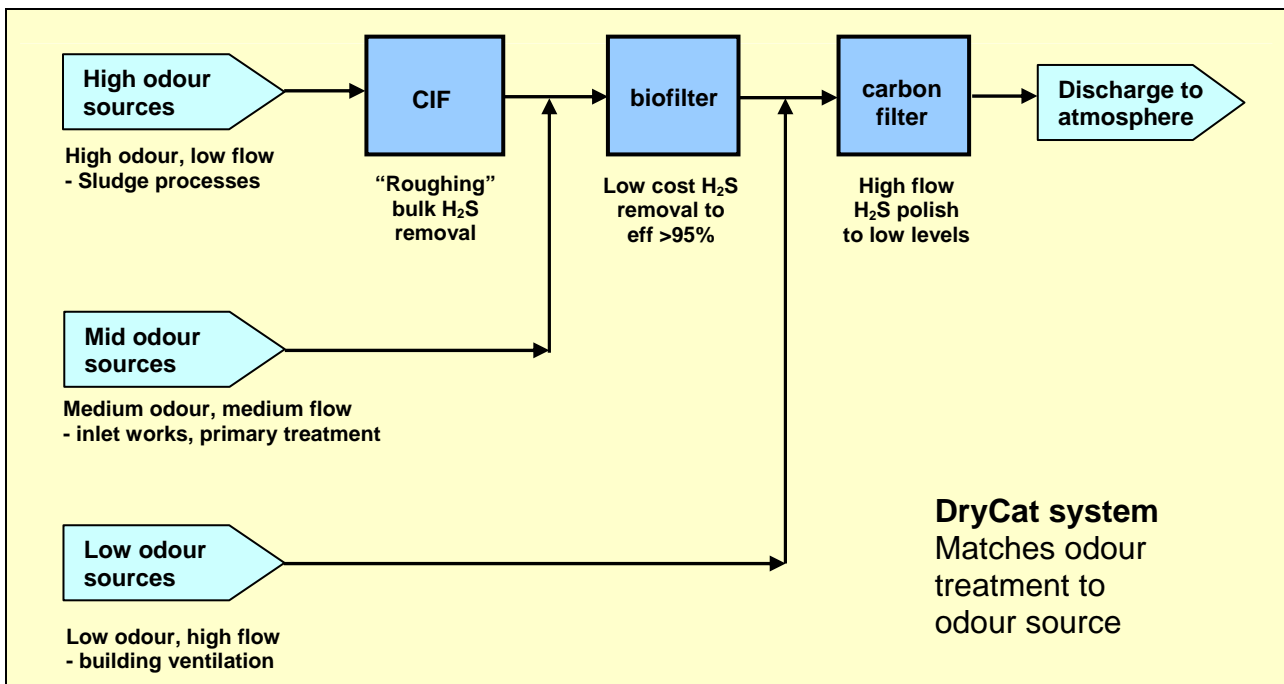 High odour
sources
CIF
biofilter
carbon
filter
Discharge to
atmosphere
High odour, low flow
- Sludge processes
“Roughing”
bulk H₂S
removal
Low cost H₂S
removal to
eff >95%
High flow
H₂S polish
to low levels
Mid odour
sources
Medium odour, medium flow
- inlet works, primary treatment
Low odour
sources
Low odour, high flow
- building ventilation
DryCat system
Matches odour
treatment to
odour source